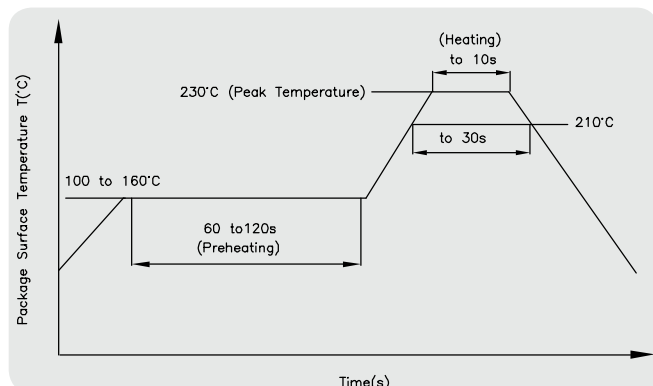 (Heating)
to 10s
230°C (Peak Temperature)
210°C
to 30s
100 to 160°C
60 to120s
(Preheating)
Package Surface Temperature T(°C)
Time(s)